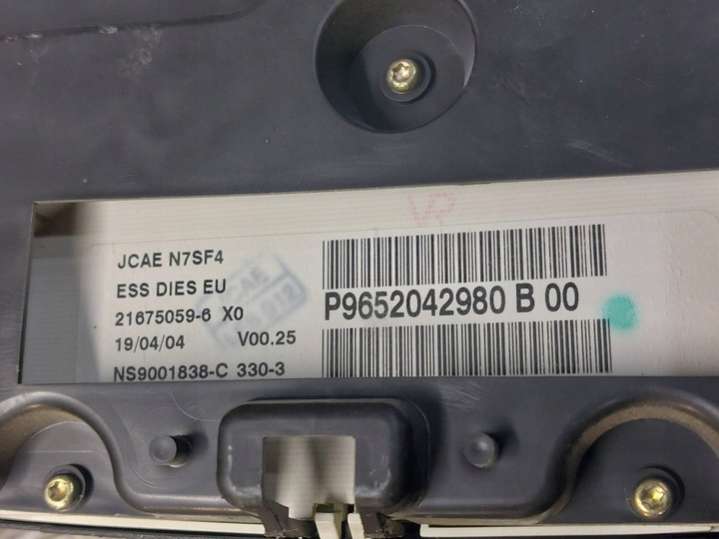 JCAE N7SF4
ESS DIES EU
21675059-6 X0
19/04/04 V00.25
NS9001838-C 330-3
P9652042980 B 00